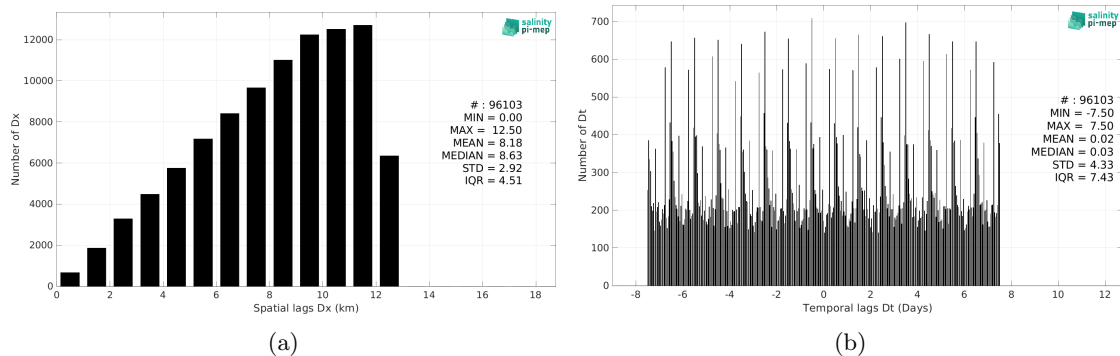 salinity
pi-mep
Number of Dx
12000
10000
8000
6000
4000
2000
0
# : 96103
MIN = 0.00
MAX = 12.50
MEAN = 8.18
MEDIAN = 8.63
STD = 2.92
IQR = 4.51
0 2 4 6 8 10 12 14 16 18
Spatial lags Dx (km)
(a)
salinity
pi-mep
Number of Dt
700
600
500
400
300
200
100
0
# : 96103
MIN = -7.50
MAX = 7.50
MEAN = 0.02
MEDIAN = 0.03
STD = 4.33
IQR = 7.43
-8 -6 -4 -2 0 2 4 6 8 10 12
Temporal lags Dt (Days)
(b)